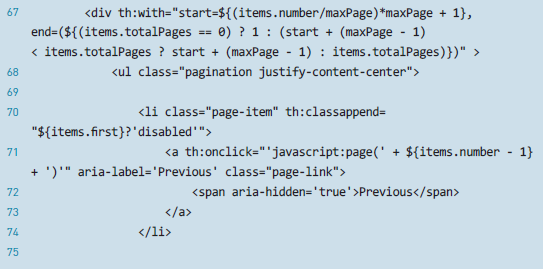 67 <div th:with="start=${(items.number/maxPage)*maxPage + 1},
end=(${(items.totalPages == 0) ? 1 : (start + (maxPage - 1)
< items.totalPages ? start + (maxPage - 1) : items.totalPages)})" >
68 <ul class="pagination justify-content-center">
69
70 <li class="page-item" th:classappend=
"${items.first}?'disabled'">
71 <a th:onclick="'javascript:page(' + ${items.number - 1}
+ ')'" aria-label='Previous' class="page-link">
72 <span aria-hidden='true'>Previous</span>
73 </a>
74 </li>
75